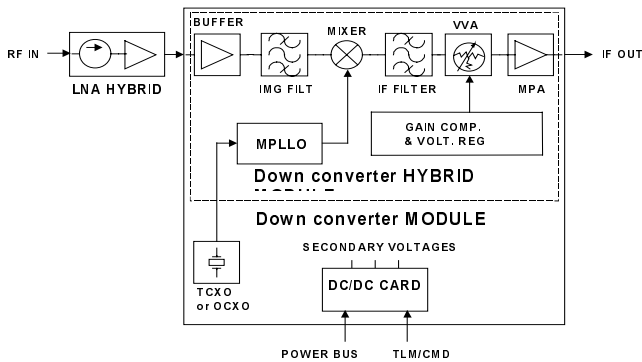 BUFFER
MIXER
VVA
RF IN
IF OUT
LNA HYBRID
IMG FILT
IF FILTER
MPA
GAIN COMP.
& VOLT. REG
MPLLO
Down converter HYBRID
Down converter MODULE
SECONDARY VOLTAGES
DC/DC CARD
TCXO
or OCXO
POWER BUS
TLM/CMD